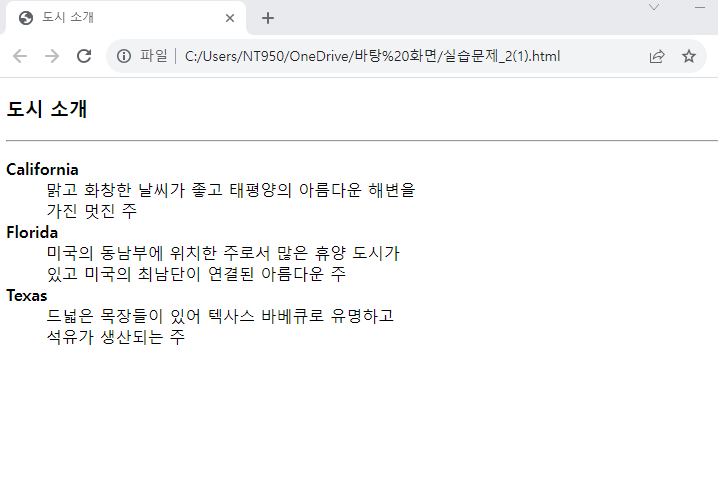 도시 소개
파일 C:/Users/NT950/OneDrive/바탕%20화면/실습문제_2(1).html
도시 소개
California
맑고 화창한 날씨가 좋고 태평양의 아름다운 해변을
가진 멋진 주
Florida
미국의 동남부에 위치한 주로서 많은 휴양 도시가
있고 미국의 최남단이 연결된 아름다운 주
Texas
드넓은 목장들이 있어 텍사스 바베큐로 유명하고
석유가 생산되는 주